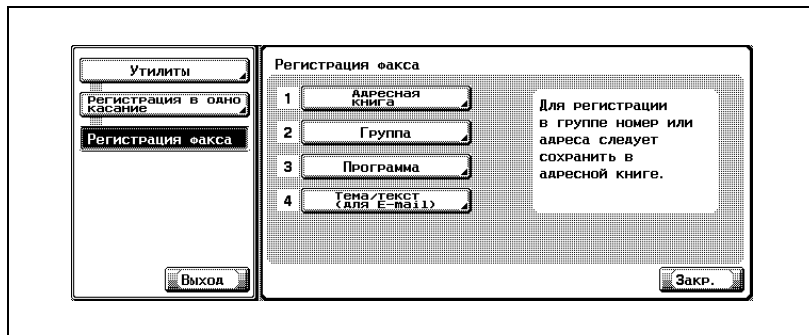 Утилиты
Регистрация в одно
касание
Регистрация факса
Выход
Регистрация факса
1 Адресная
книга
2 Группа
3 Программа
4 Тема/текст
(для E-mail)
Для регистрации
в группе номер или
адреса следует
сохранить в
адресной книге.
Закр.